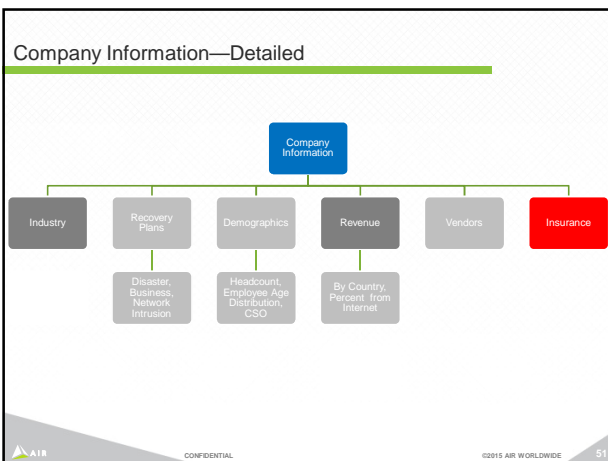 Company Information—Detailed
Company
Information
Industry
Recovery
Plans
Demographics
Revenue
Vendors
Insurance
Disaster,
Business,
Network
Intrusion
Headcount,
Employee Age
Distribution,
CSO
By Country,
Percent from
Internet
AIR
CONFIDENTIAL
©2015 AIR WORLDWIDE
51